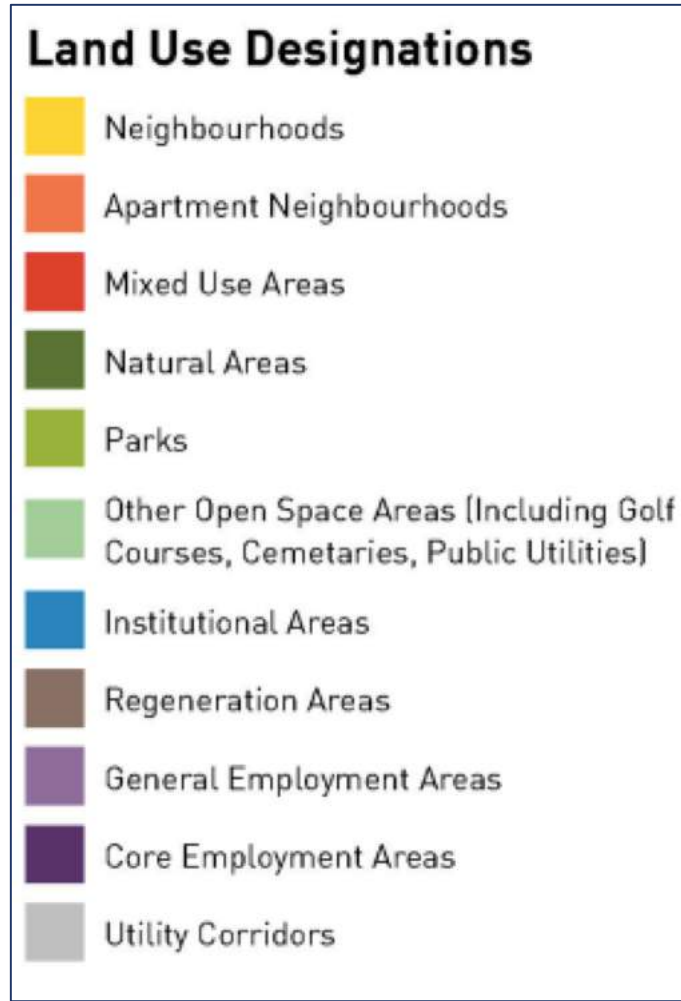 Land Use Designations
Neighbourhoods
Apartment Neighbourhoods
Mixed Use Areas
Natural Areas
Parks
Other Open Space Areas (Including Golf
Courses, Cemetaries, Public Utilities)
Institutional Areas
Regeneration Areas
General Employment Areas
Core Employment Areas
Utility Corridors